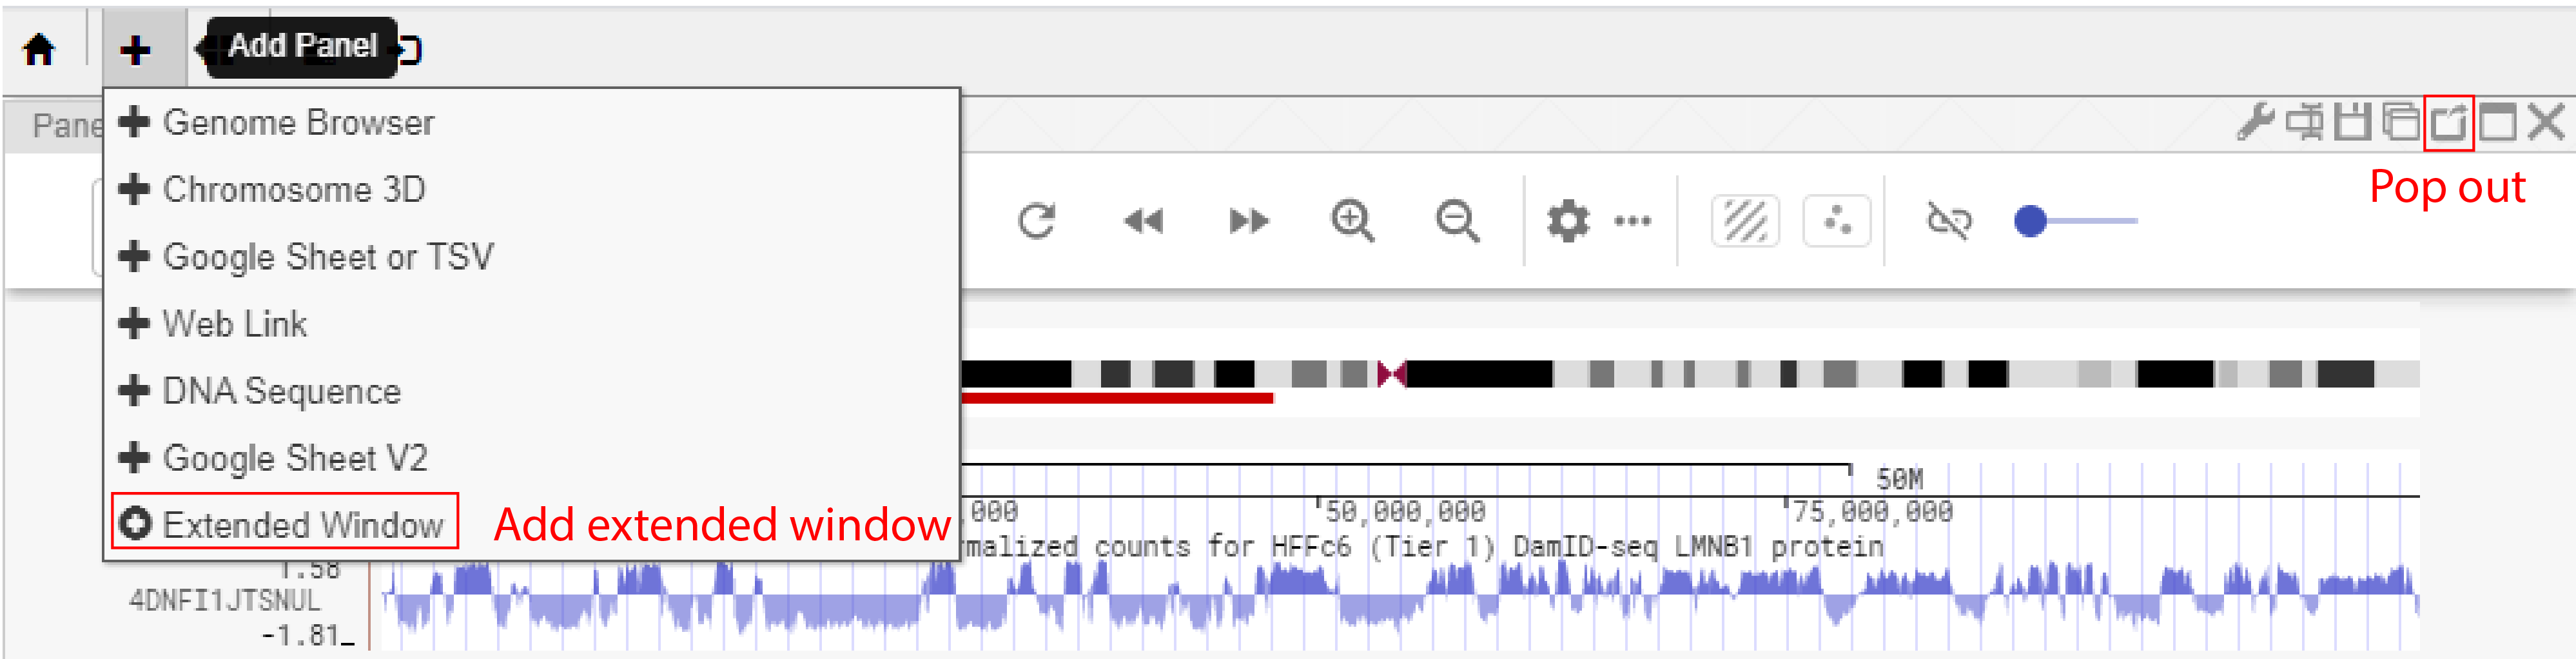 Add Panel
Pane
Genome Browser
Chromosome 3D
Google Sheet or TSV
Web Link
DNA Sequence
Google Sheet V2
Extended Window
Add extended window
Pop out
50M
,000
50,000,000
75,000,000
malized counts for HFFc6 (Tier 1) DamID-seq LMNB1 protein
1.58
4DNFI1JTSNUL
-1.81_